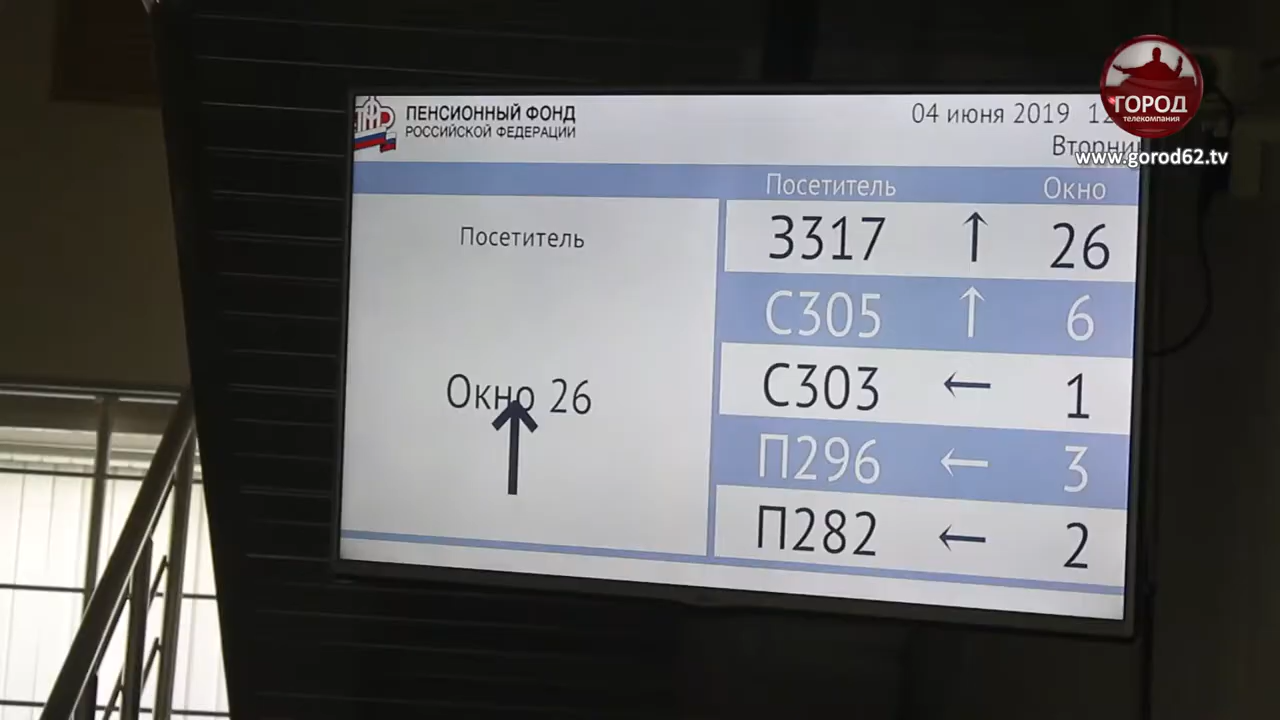 ПЕНСИОННЫЙ ФОНД
РОССИЙСКОЙ ФЕДЕРАЦИИ
04 июня 2019
ГОРОД
телекомпания
www.gorod62.tv
Посетитель
Окно 26
Посетитель Окно
З317 ↑ 26
С305 ↑ 6
С303 ← 1
П296 ← 3
П282 ← 2